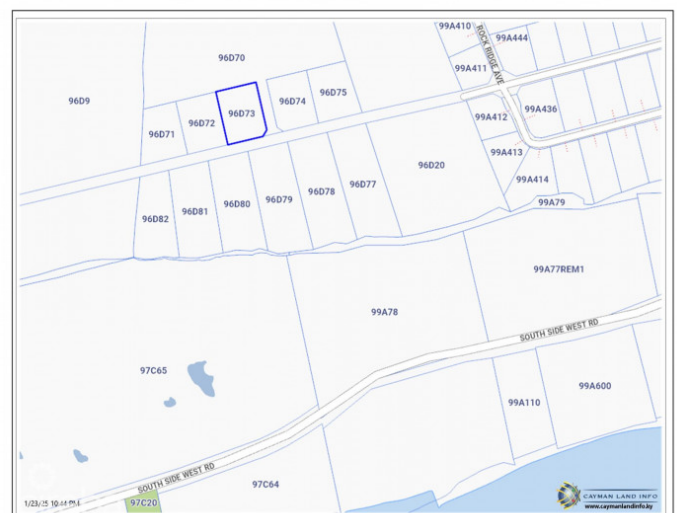 99A410
ROCK RIDGE AVE
99A444
96D70
99A411
96D9
96D75
96D74
96D73
96D72
96D71
99A412
99A436
99A413
96D20
99A414
96D77
96D78
96D79
96D80
96D81
96D82
99A79
99A77REM1
99A78
SOUTH SIDE WEST RD
97C65
99A110
99A600
SOUTH SIDE WEST RD
97C64
97C20
1/23/25 10:44 PM
CAYMAN LAND INFO
www.caymanlandinfo.ky